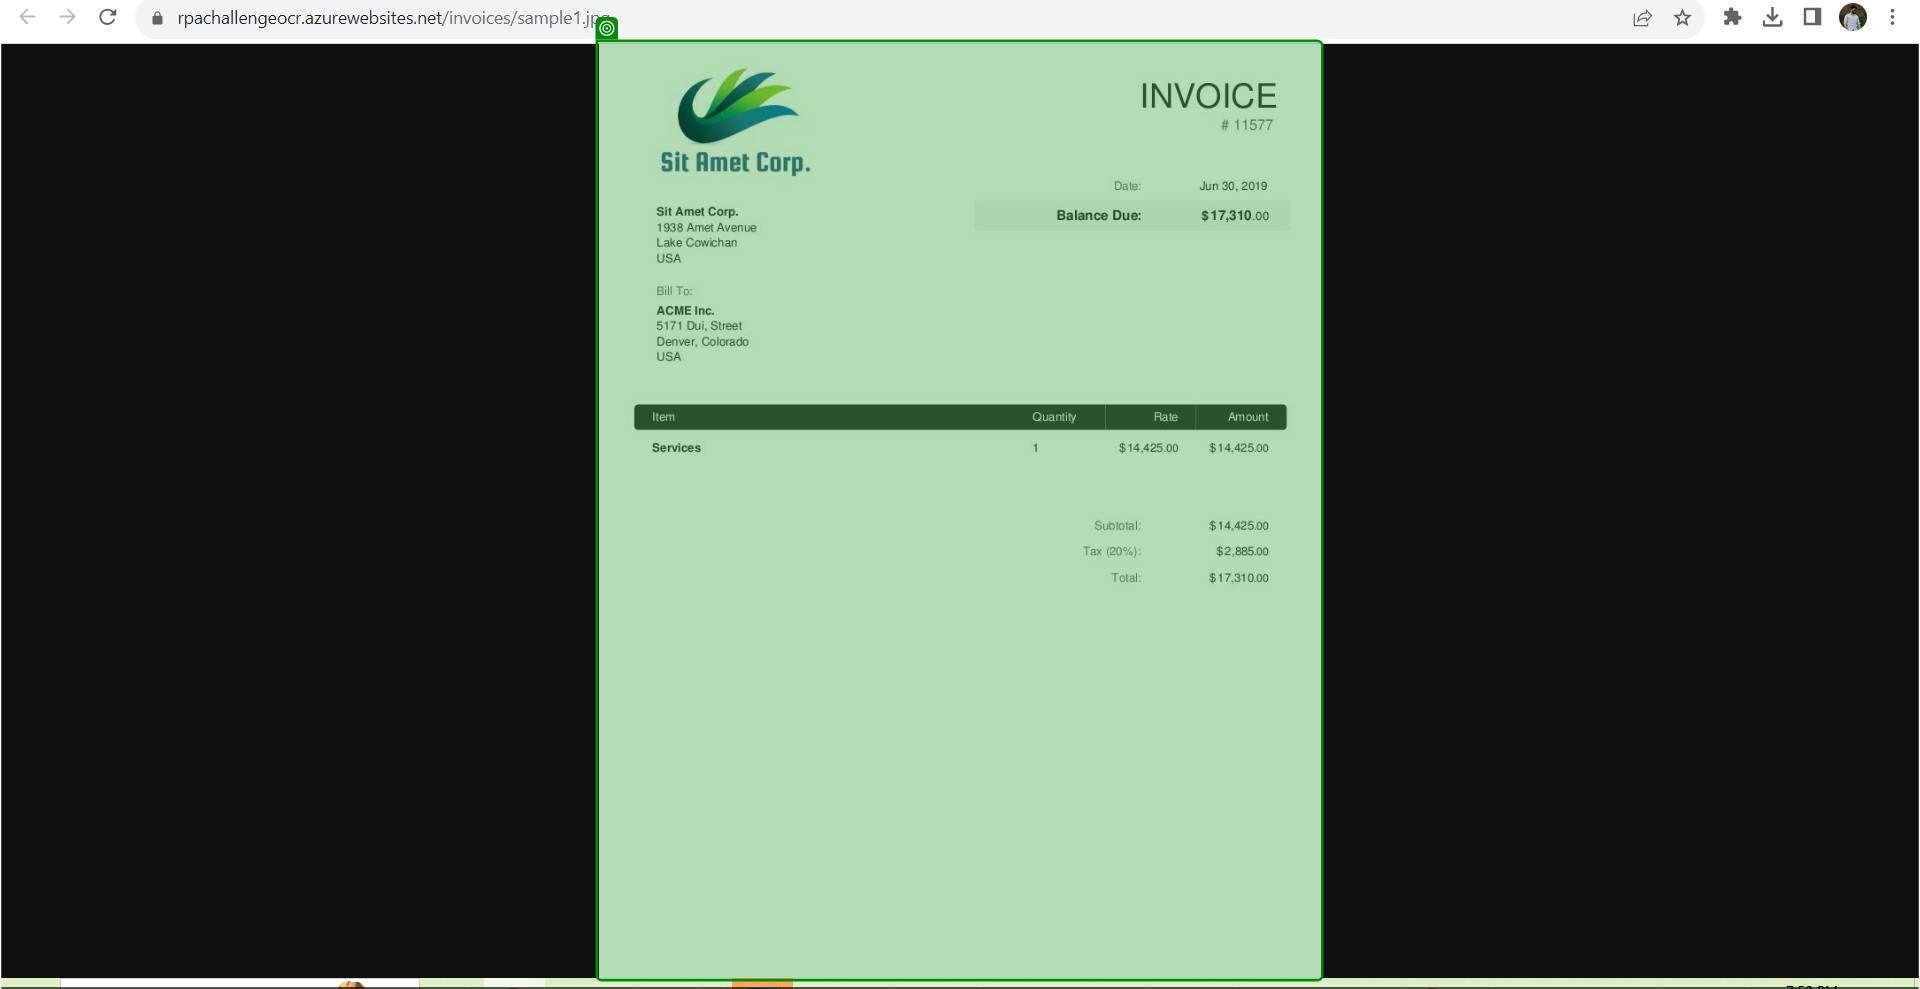 rpachallengeocr.azurewebsites.net/invoices/sample1.jpg
Sit Amet Corp.
INVOICE
# 11577
Date: Jun 30, 2019
Balance Due: $17,310.00
Sit Amet Corp.
1938 Amet Avenue
Lake Cowichan
USA
Bill To:
ACME Inc.
5171 Dui, Street
Denver, Colorado
USA
Item Quantity Rate Amount
Services 1 $14,425.00 $14,425.00
Subtotal: $14,425.00
Tax (20%): $2,885.00
Total: $17,310.00